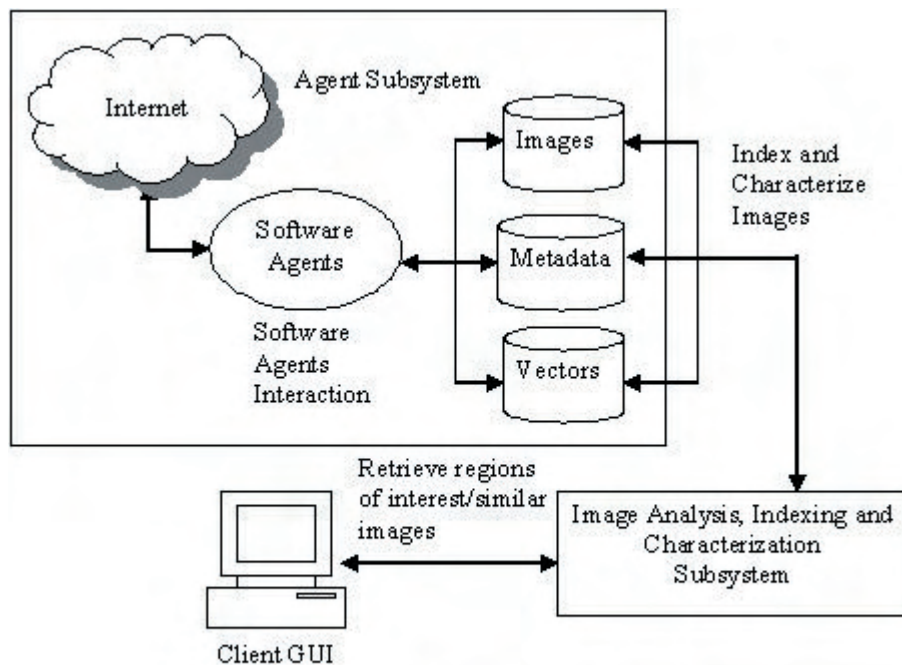 Internet
Agent Subsystem
Images
Index and
Characterize
Images
Software
Agents
Metadata
Software
Agents
Interaction
Vectors
Retrieve regions
of interest/similar
images
Image Analysis, Indexing and
Characterization
Subsystem
Client GUI